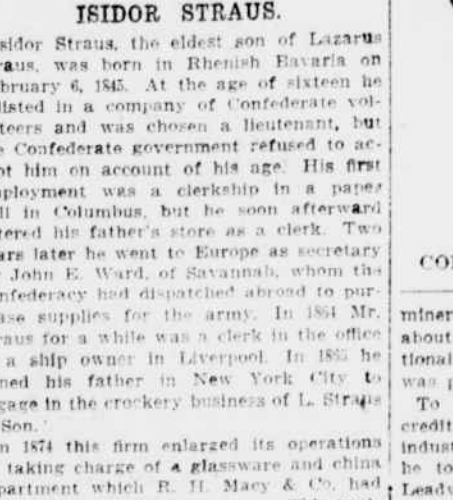 ISIDOR STRAUS.
sidor Straus, the eldest son of Lazarus
raus, was born in Rhenish Bavaria on
bruary 6, 1845. At the age of sixteen he
listed in a company of Confederate vol-
teers and was chosen a lieutenant, but
e Confederate government refused to ac-
pt him on account of his age. His first
ployment was a clerkship in a paper
ll in Columbus, but he soon afterward
tered his father's store as a clerk. Two
ars later he went to Europe as secretary
John E. Ward, of Savannah, whom the
nfederacy had dispatched abroad to pur-
ase supplies for the army. In 1864 Mr.
raus for a while was a clerk in the office
a ship owner in Liverpool. In 1865 he
ned his father in New York City to
gage in the crockery business of L. Straus
Son.
n 1874 this firm enlarged its operations
taking charge of a glassware and china
partment which R. H. Macy & Co. had
CO
miner
about
tional
was p
To
credit
indust
he to
Leadv